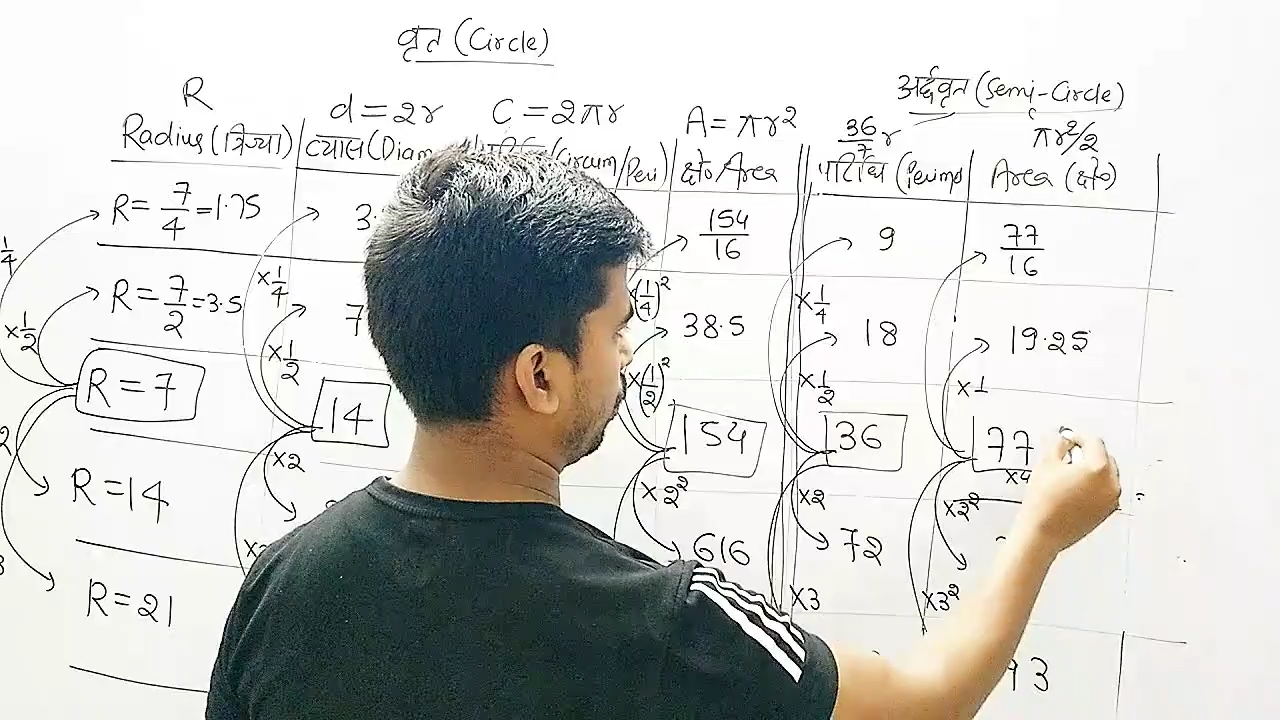 वृत (Circle)
अर्द्धवृत (Semi-Circle)
R
d = 2r
C = 2πr
A = πr²
36/7 r
πr²/2
Radius (त्रिज्या)
व्यास (Diam
Circum/Peri)
क्षे० Area
परिधि (Perime
Area (क्षे०)
R = 7/4 = 1.75
3.
154/16
9
77/16
1/4
×1/4
(1/4)²
×1/4
R = 7/2 = 3.5
7
38.5
18
19.25
×1/2
×1/2
×(1/2)²
×1/2
×1
R = 7
14
154
36
77
×4
2
×2
×2²
×2
×2²
R = 14
616
72
3
×3
×3²
R = 21
93